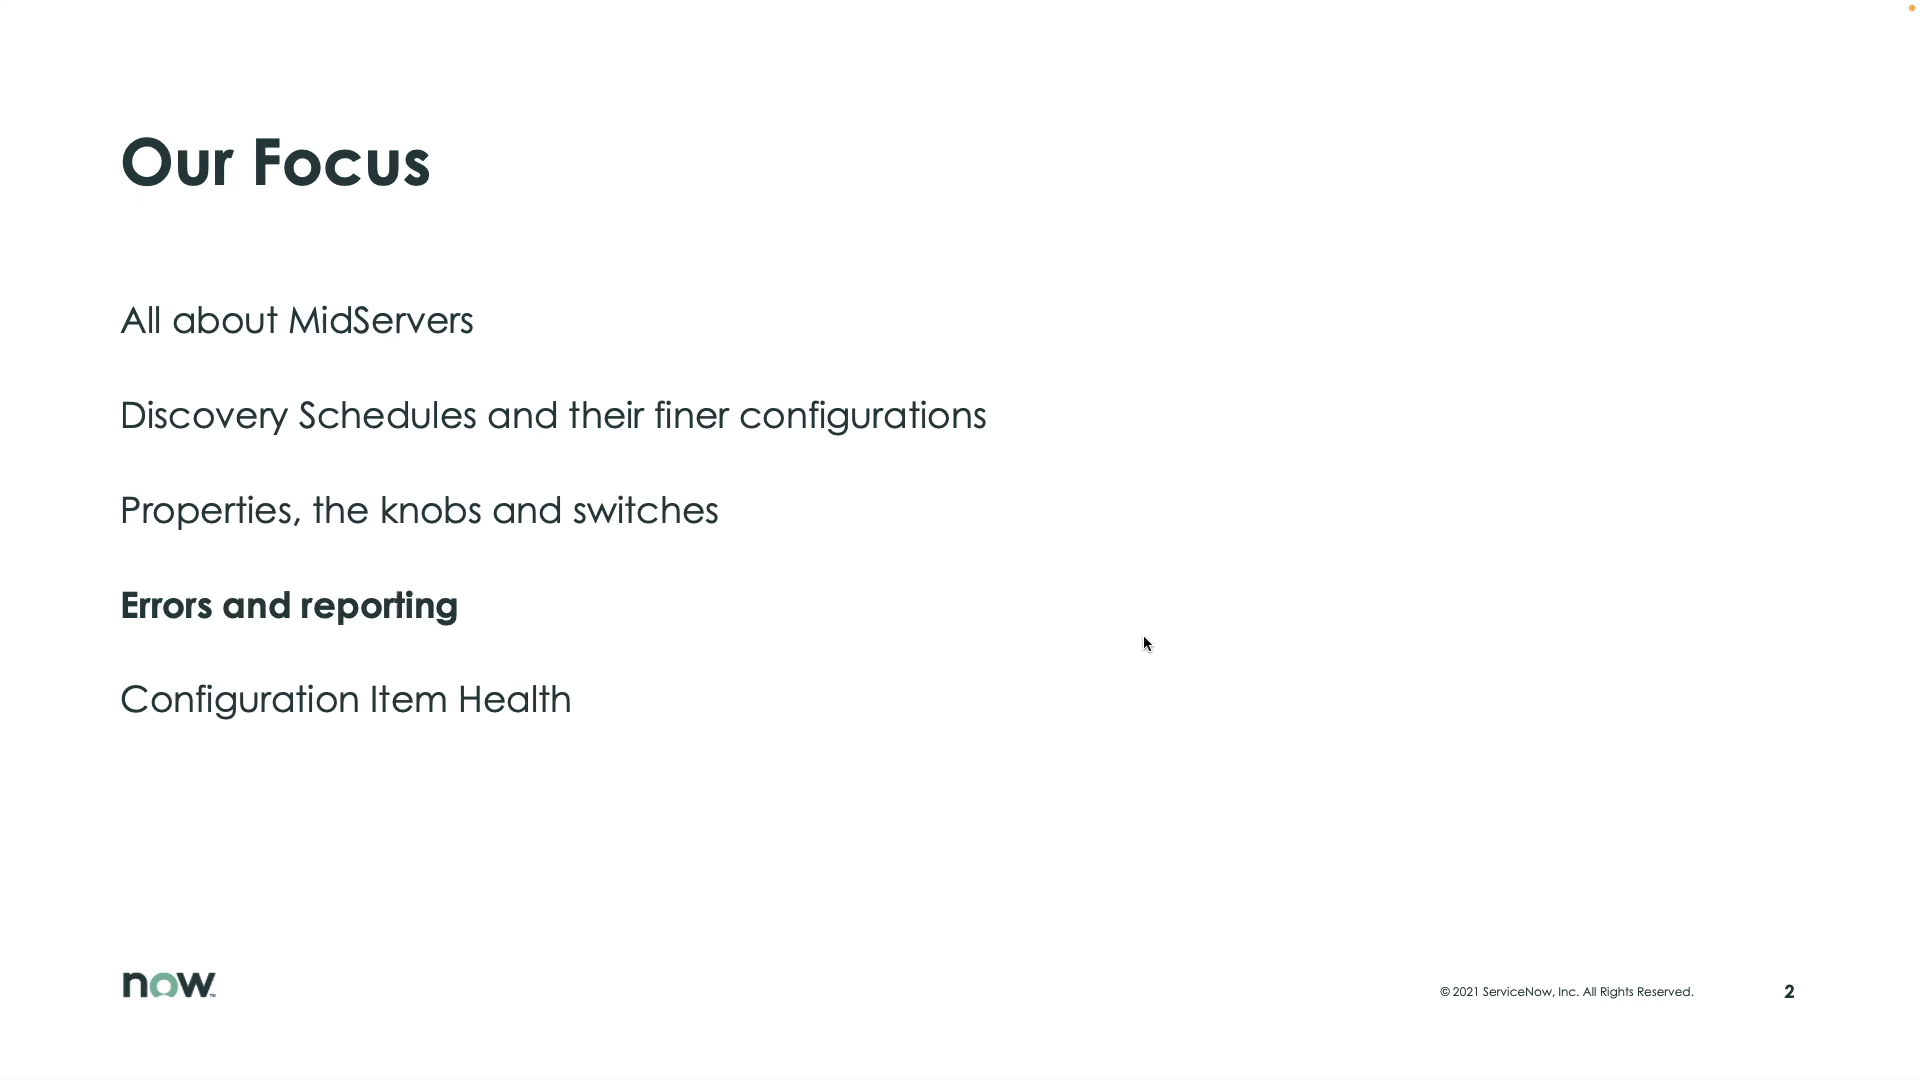 Our Focus
All about MidServers
Discovery Schedules and their finer configurations
Properties, the knobs and switches
Errors and reporting
Configuration Item Health
now™
© 2021 ServiceNow, Inc. All Rights Reserved.
2